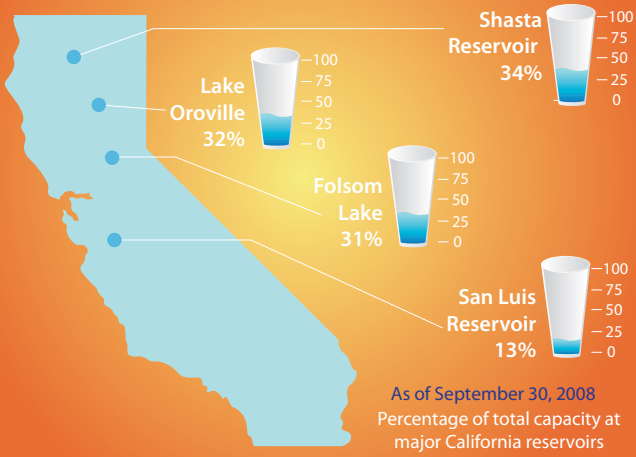 Shasta
Reservoir
34%
100
75
50
25
0
Lake
Oroville
32%
100
75
50
25
0
Folsom
Lake
31%
100
75
50
25
0
San Luis
Reservoir
13%
100
75
50
25
0
As of September 30, 2008
Percentage of total capacity at
major California reservoirs